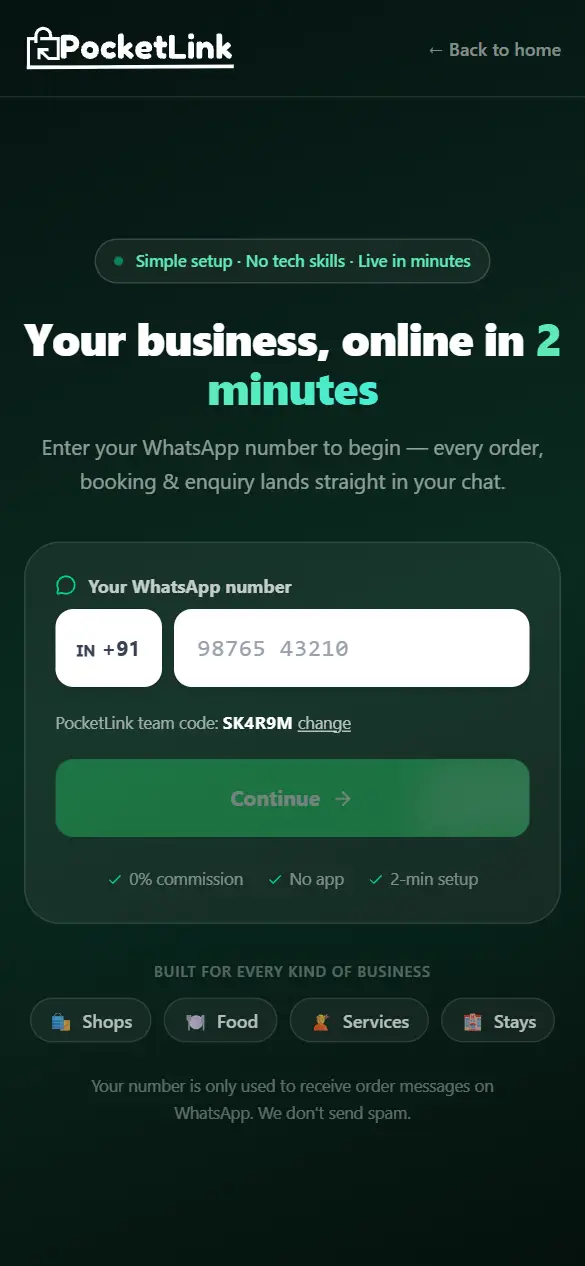 PocketLink
← Back to home
Simple setup · No tech skills · Live in minutes
Your business, online in 2
minutes
Enter your WhatsApp number to begin — every order,
booking & enquiry lands straight in your chat.
Your WhatsApp number
IN +91
98765 43210
PocketLink team code: SK4R9M change
Continue →
✓ 0% commission ✓ No app ✓ 2-min setup
BUILT FOR EVERY KIND OF BUSINESS
Shops
Food
Services
Stays
Your number is only used to receive order messages on
WhatsApp. We don't send spam.